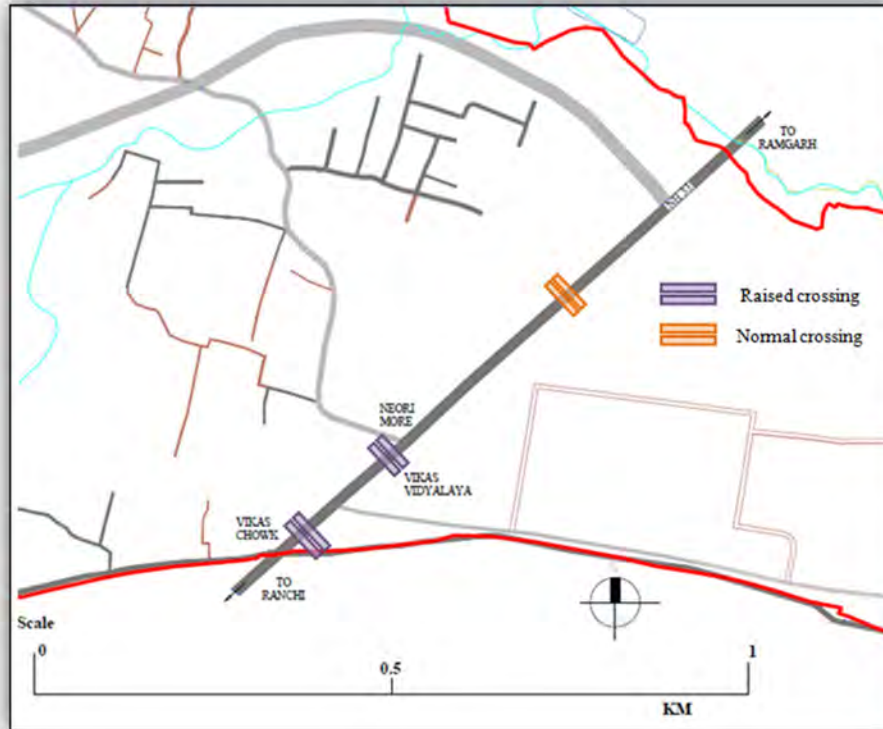 TO
RAMGARH
NH 33
Raised crossing
Normal crossing
NEORI
MORE
VIKAS
VIDYALAYA
VIKAS
CHOWK
TO
RANCHI
Scale
0
0.5
1
KM